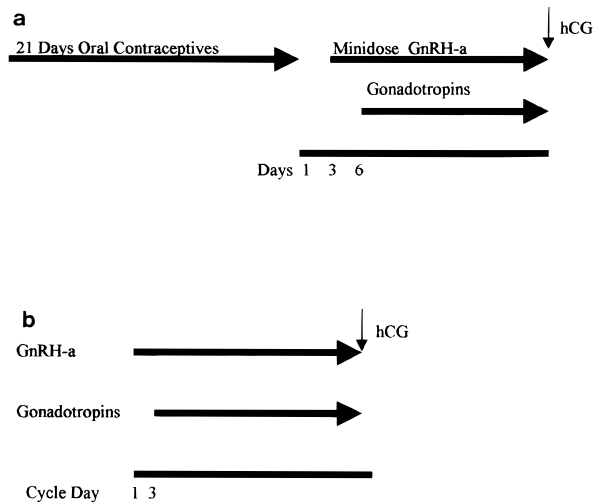 a
hCG
21 Days Oral Contraceptives Minidose GnRH-a
Gonadotropins
Days 1 3 6
b
hCG
GnRH-a
Gonadotropins
Cycle Day 1 3